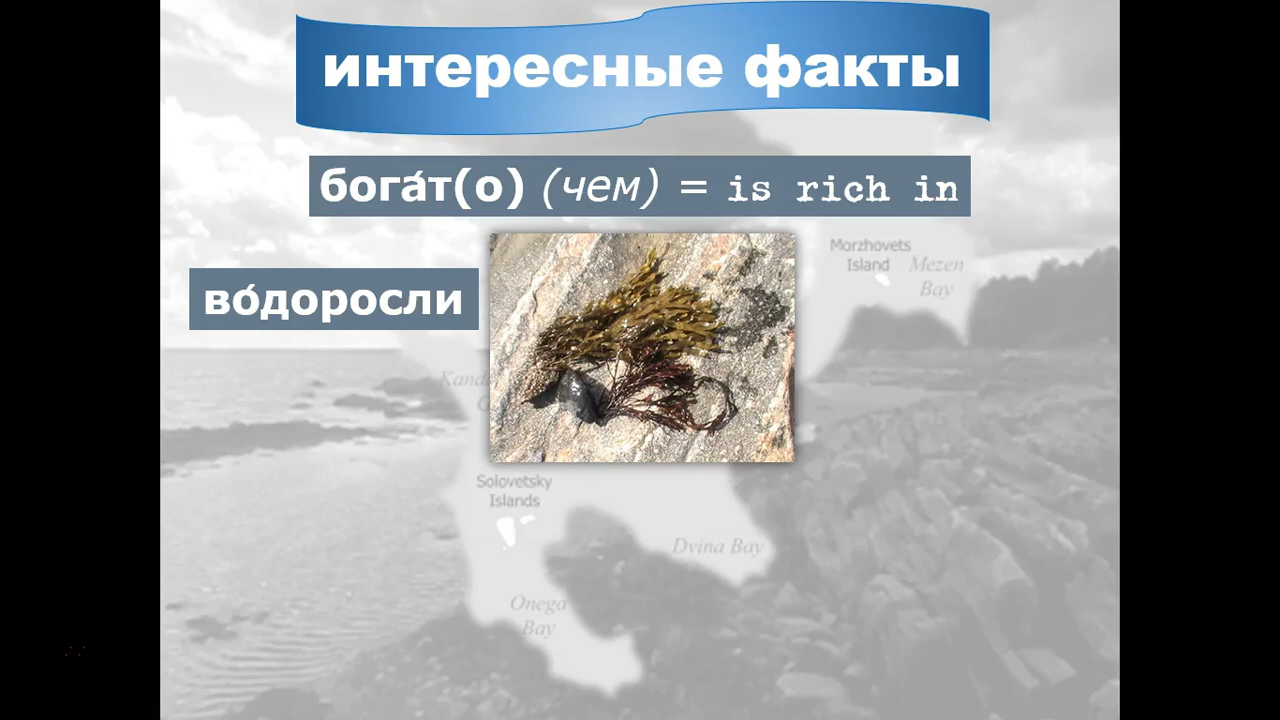 интересные факты
бога́т(о) (чем) = is rich in
Morzhovets
Island
Mezen
Bay
во́доросли
Solovetsky
Islands
Dvina Bay
Onega
Bay